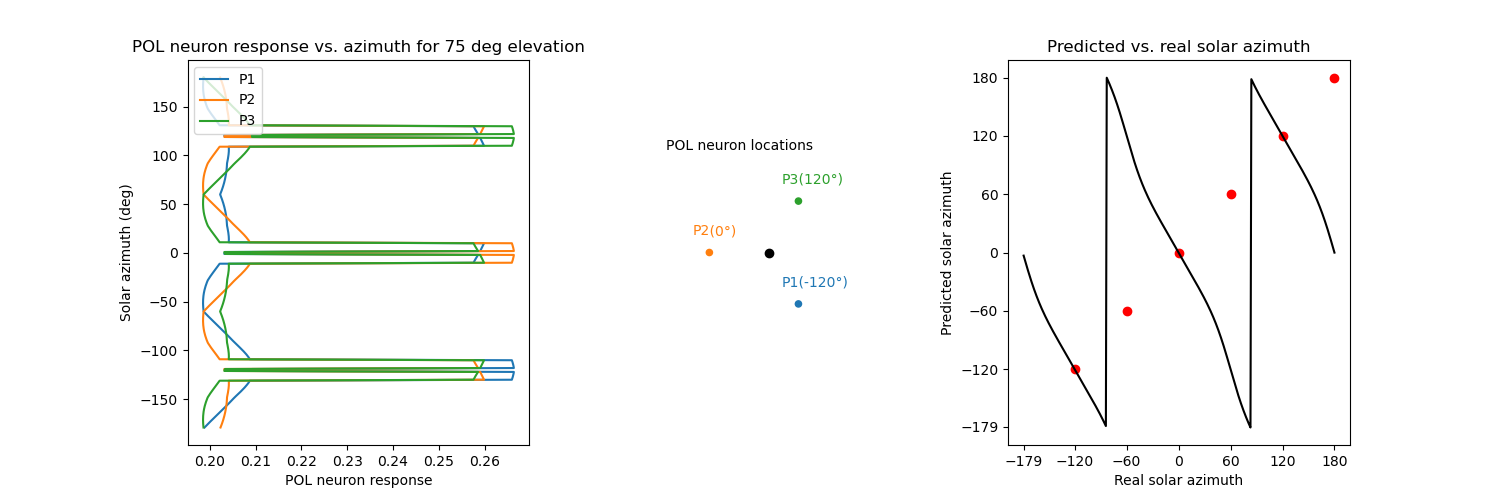 POL neuron response vs. azimuth for 75 deg elevation
P1
P2
P3
150
100
50
0
−50
−100
−150
Solar azimuth (deg)
0.20 0.21 0.22 0.23 0.24 0.25 0.26
POL neuron response
POL neuron locations
P3(120°)
P2(0°)
P1(-120°)
Predicted vs. real solar azimuth
180
120
60
0
−60
−120
−179
Predicted solar azimuth
−179 −120 −60 0 60 120 180
Real solar azimuth